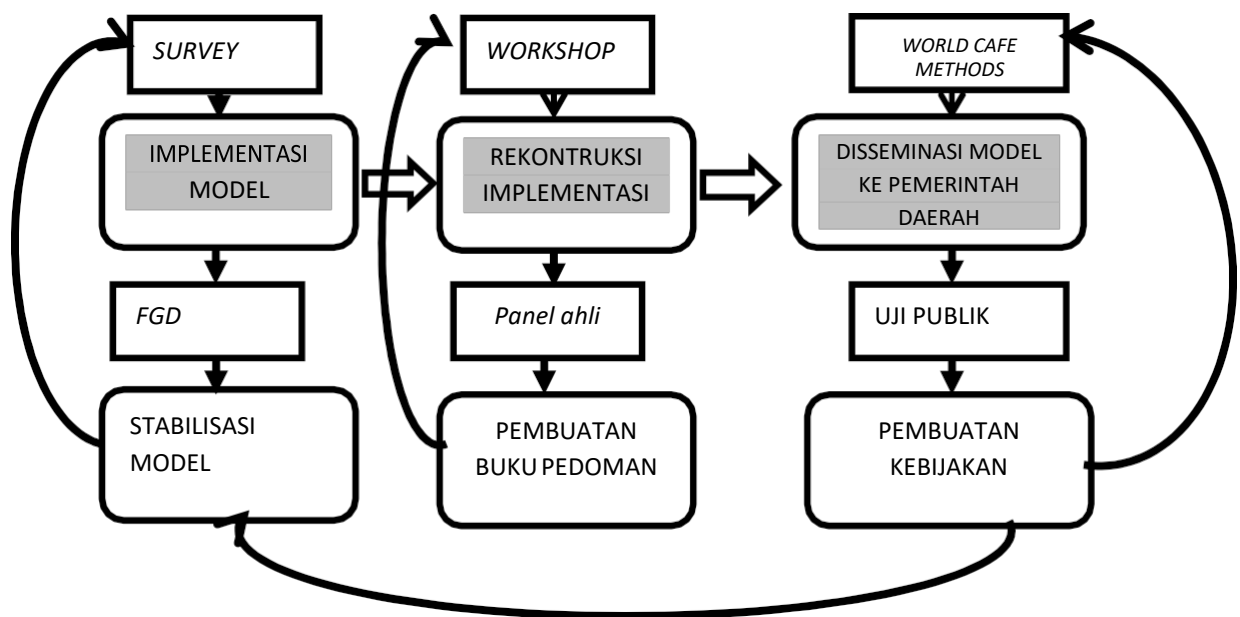 SURVEY
IMPLEMENTASI
MODEL
FGD
STABILISASI
MODEL
WORKSHOP
REKONTRUKSI
IMPLEMENTASI
Panel ahli
PEMBUATAN
BUKU PEDOMAN
WORLD CAFE
METHODS
DISSEMINASI MODEL
KE PEMERINTAH
DAERAH
UJI PUBLIK
PEMBUATAN
KEBIJAKAN